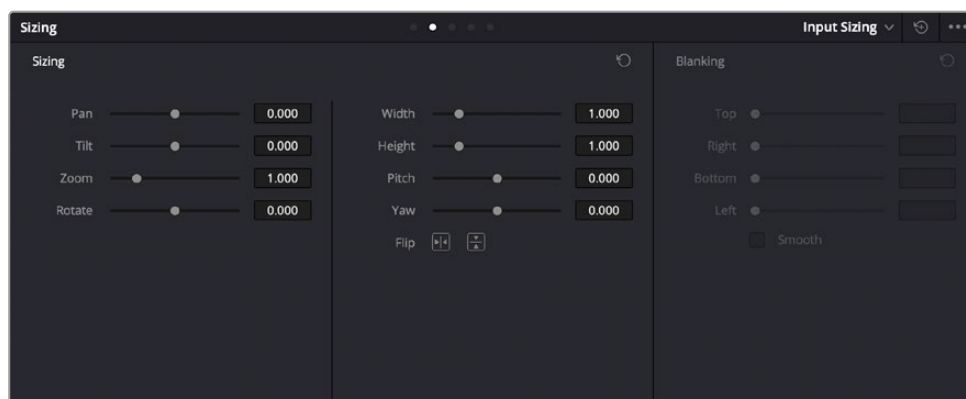 Sizing
Input Sizing
Sizing
Pan 0.000
Tilt 0.000
Zoom 1.000
Rotate 0.000
Width 1.000
Height 1.000
Pitch 0.000
Yaw 0.000
Flip
Blanking
Top
Right
Bottom
Left
Smooth